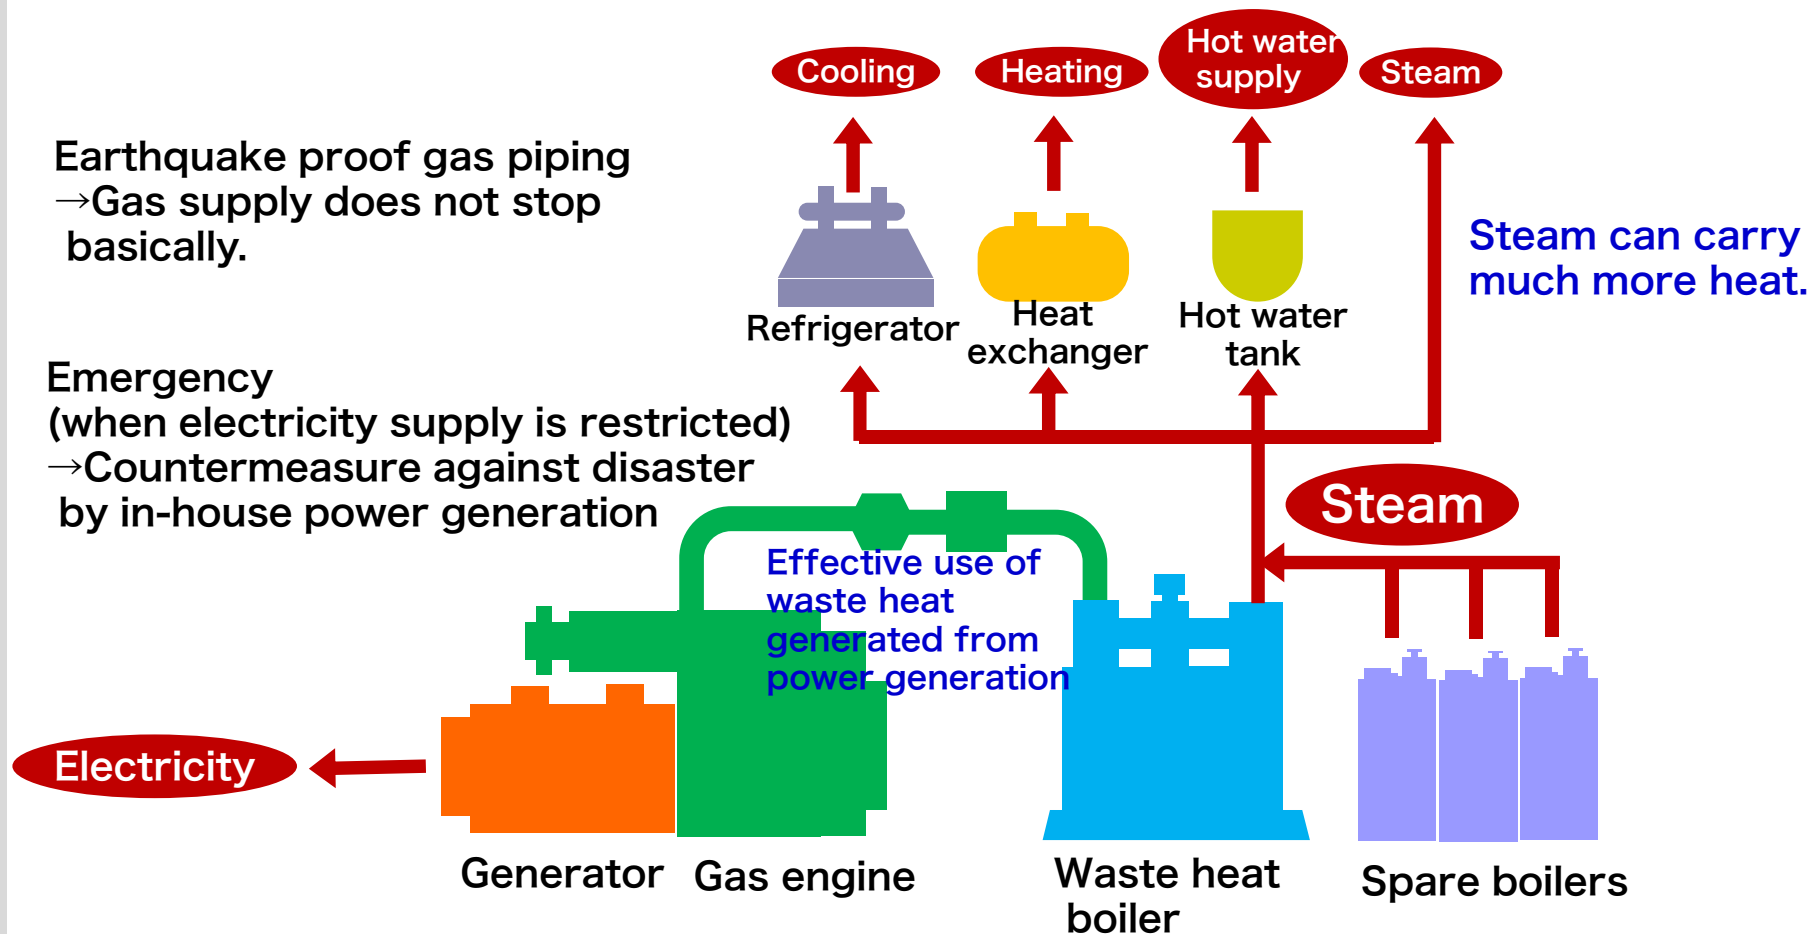 Cooling
Heating
Hot water
supply
Steam
Earthquake proof gas piping
→Gas supply does not stop
basically.
Steam can carry
much more heat.
Refrigerator
Heat
exchanger
Hot water
tank
Emergency
(when electricity supply is restricted)
→Countermeasure against disaster
by in-house power generation
Steam
Effective use of
waste heat
generated from
power generation
Electricity
Generator
Gas engine
Waste heat
boiler
Spare boilers